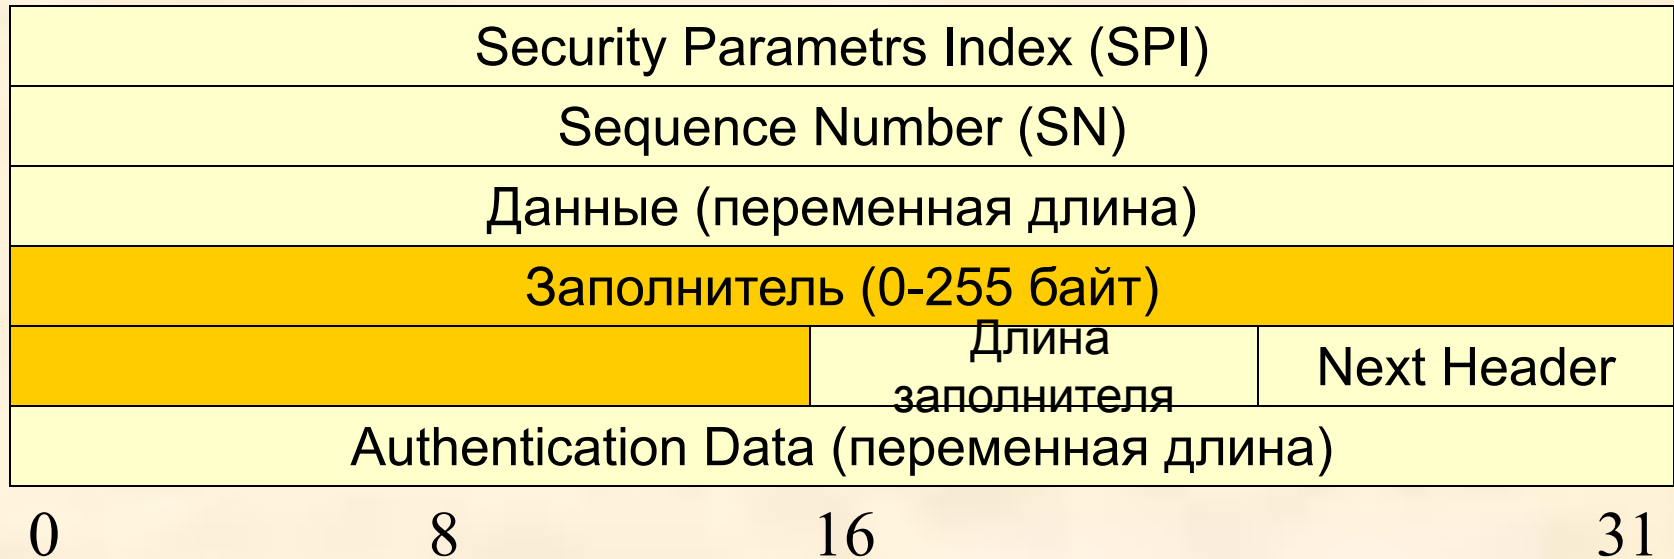 Security Parametrs Index (SPI)
Sequence Number (SN)
Данные (переменная длина)
Заполнитель (0-255 байт)
Длина
заполнителя
Next Header
Authentication Data (переменная длина)
0 8 16 31